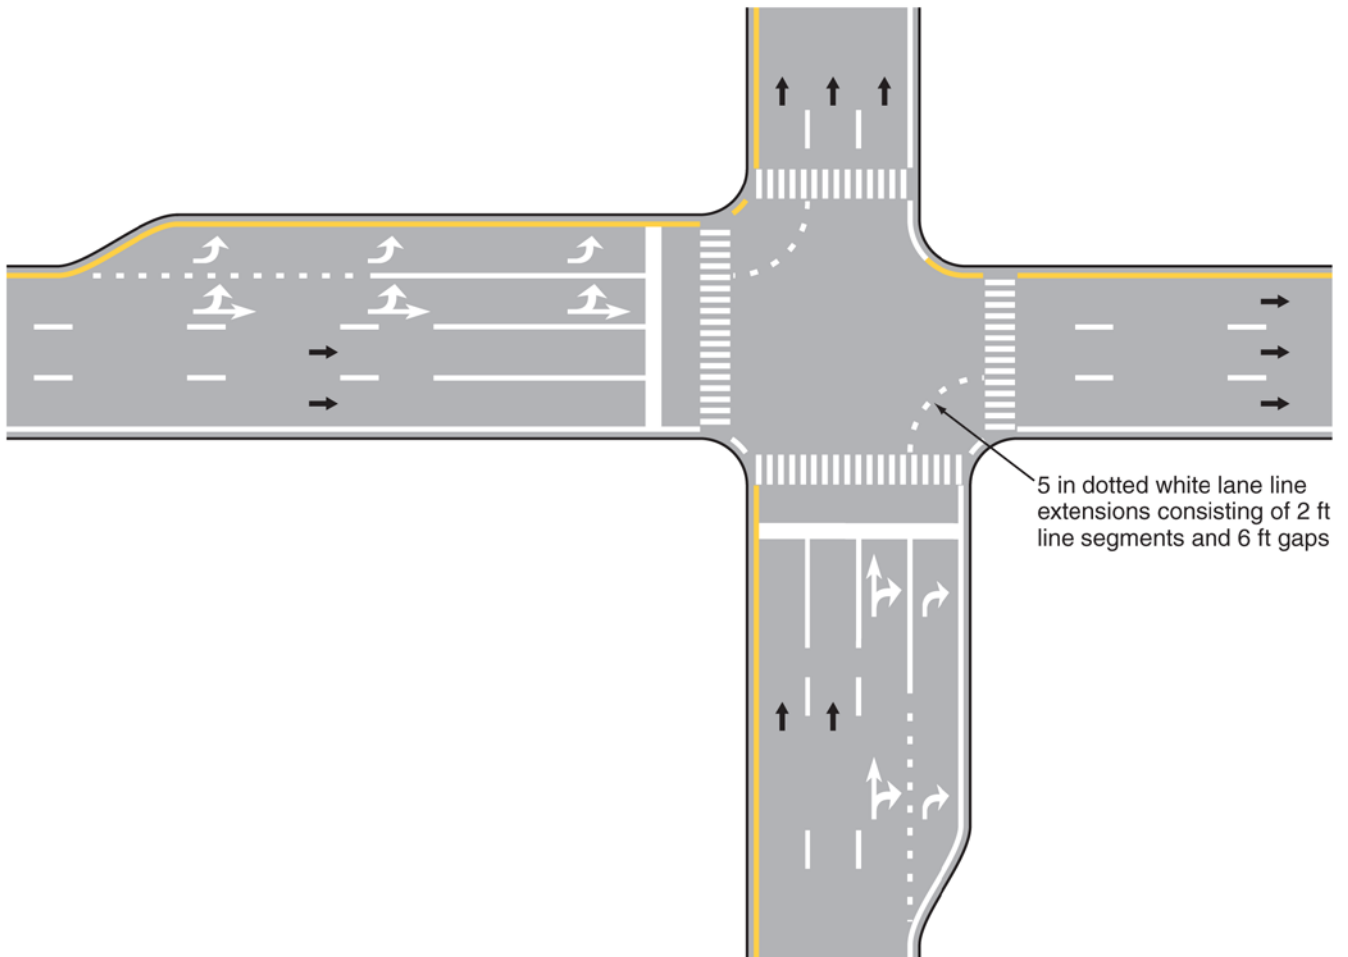 5 in dotted white lane line
extensions consisting of 2 ft
line segments and 6 ft gaps